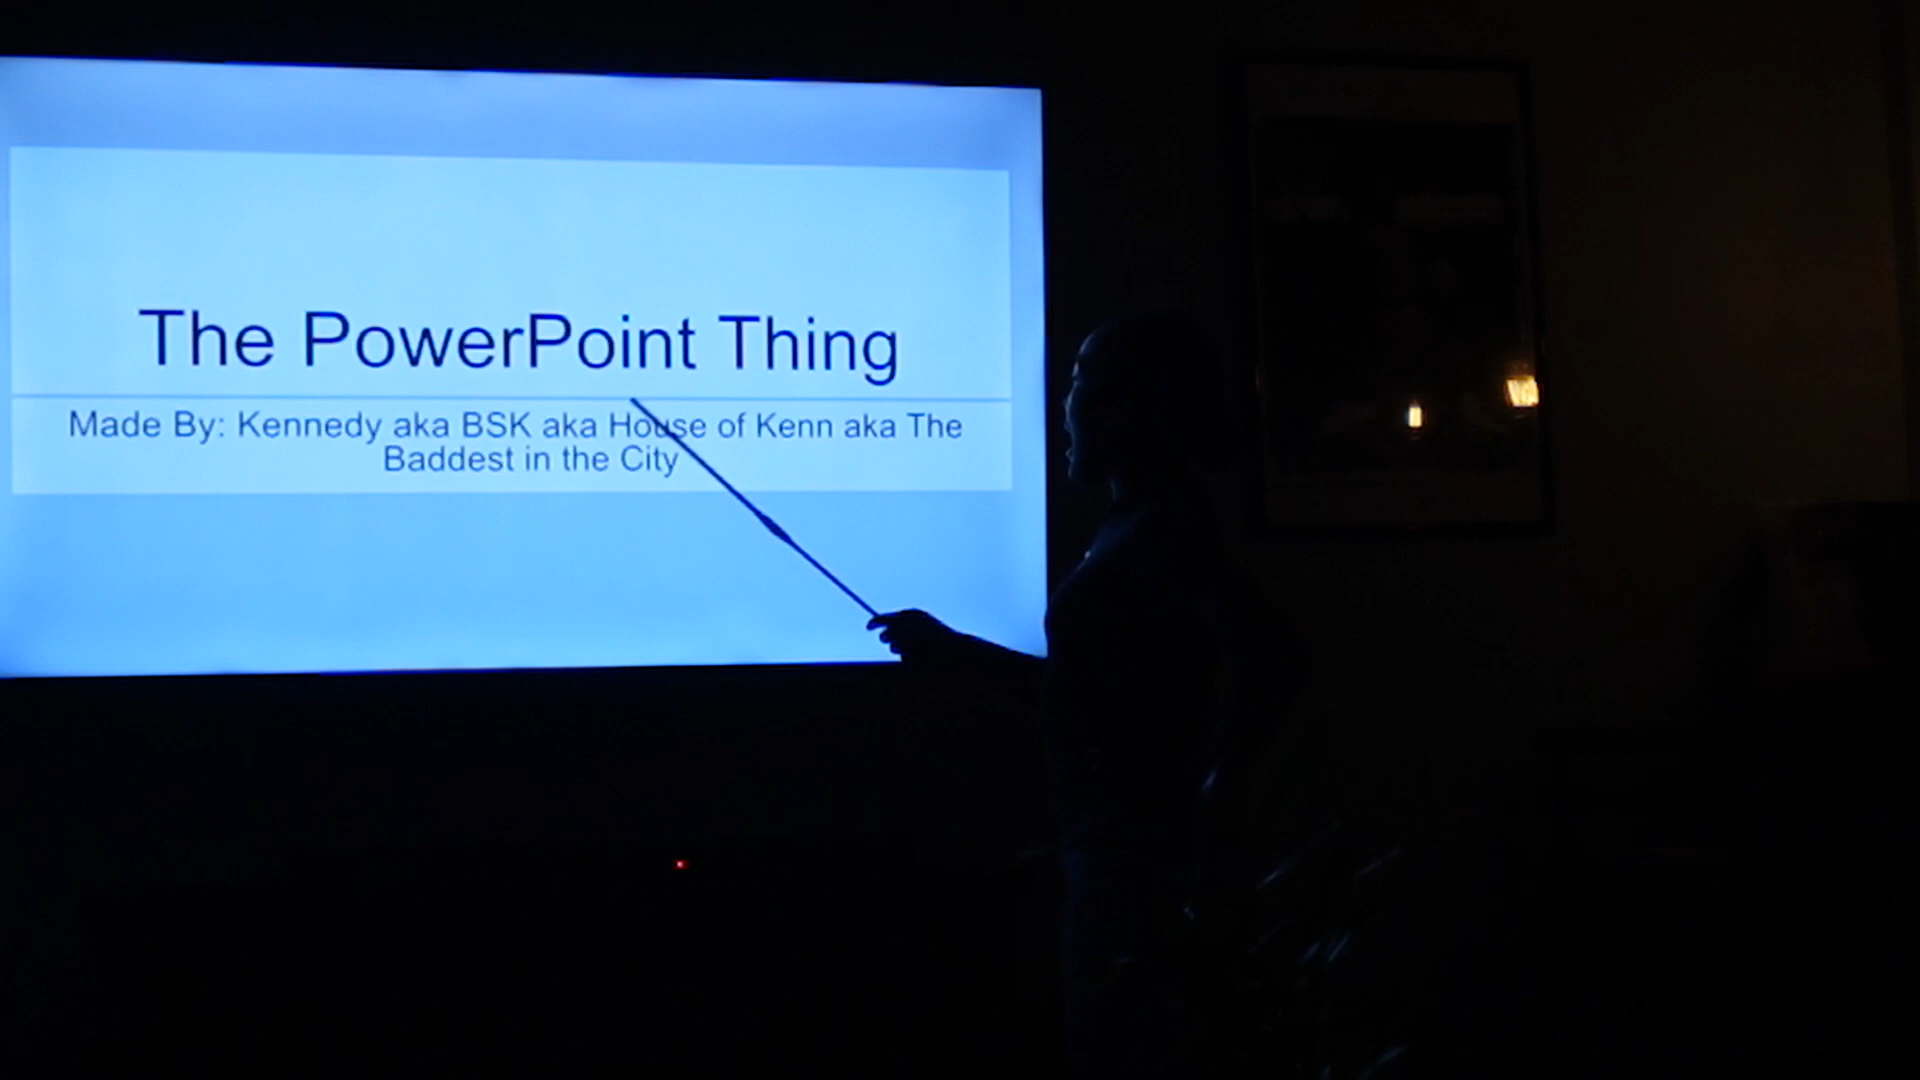 The PowerPoint Thing
Made By: Kennedy aka BSK aka House of Kenn aka The
Baddest in the City